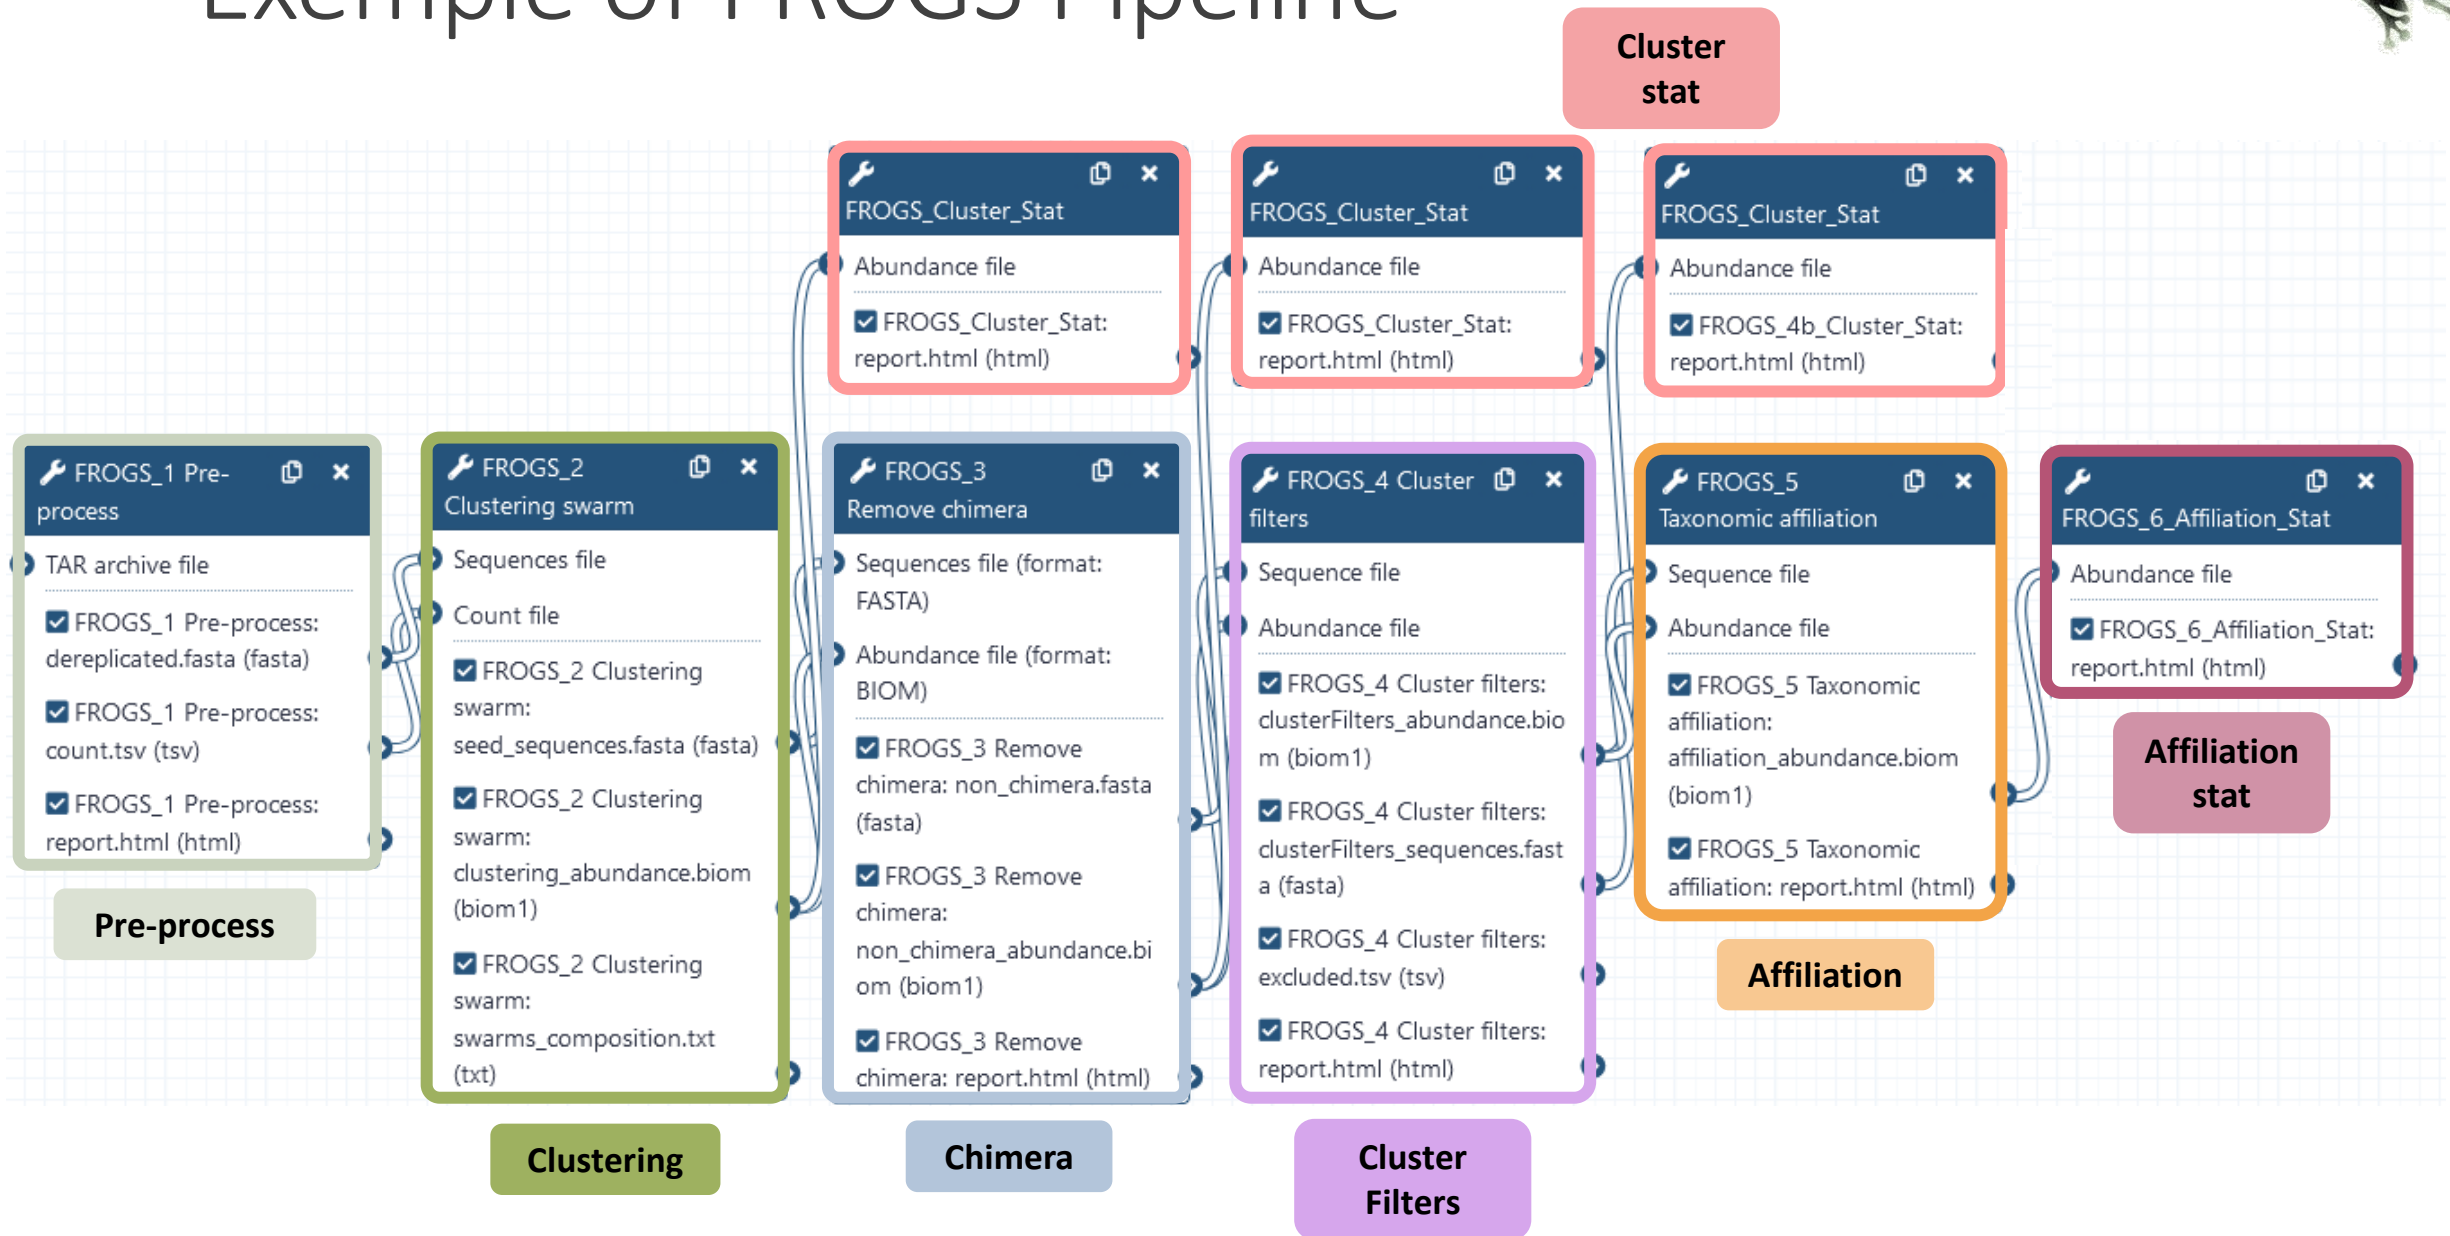 Exemple of FROGS Pipeline
Cluster
stat
FROGS_Cluster_Stat
Abundance file
FROGS_Cluster_Stat:
report.html (html)
FROGS_Cluster_Stat
Abundance file
FROGS_Cluster_Stat:
report.html (html)
FROGS_Cluster_Stat
Abundance file
FROGS_4b_Cluster_Stat:
report.html (html)
FROGS_1 Pre-
process
TAR archive file
FROGS_1 Pre-process:
dereplicated.fasta (fasta)
FROGS_1 Pre-process:
count.tsv (tsv)
FROGS_1 Pre-process:
report.html (html)
Pre-process
FROGS_2
Clustering swarm
Sequences file
Count file
FROGS_2 Clustering
swarm:
seed_sequences.fasta (fasta)
FROGS_2 Clustering
swarm:
clustering_abundance.biom
(biom1)
FROGS_2 Clustering
swarm:
swarms_composition.txt
(txt)
Clustering
FROGS_3
Remove chimera
Sequences file (format:
FASTA)
Abundance file (format:
BIOM)
FROGS_3 Remove
chimera: non_chimera.fasta
(fasta)
FROGS_3 Remove
chimera:
non_chimera_abundance.bi
om (biom1)
FROGS_3 Remove
chimera: report.html (html)
Chimera
FROGS_4 Cluster
filters
Sequence file
Abundance file
FROGS_4 Cluster filters:
clusterFilters_abundance.bio
m (biom1)
FROGS_4 Cluster filters:
clusterFilters_sequences.fast
a (fasta)
FROGS_4 Cluster filters:
excluded.tsv (tsv)
FROGS_4 Cluster filters:
report.html (html)
Cluster
Filters
FROGS_5
Taxonomic affiliation
Sequence file
Abundance file
FROGS_5 Taxonomic
affiliation:
affiliation_abundance.biom
(biom1)
FROGS_5 Taxonomic
affiliation: report.html (html)
Affiliation
FROGS_6_Affiliation_Stat
Abundance file
FROGS_6_Affiliation_Stat:
report.html (html)
Affiliation
stat